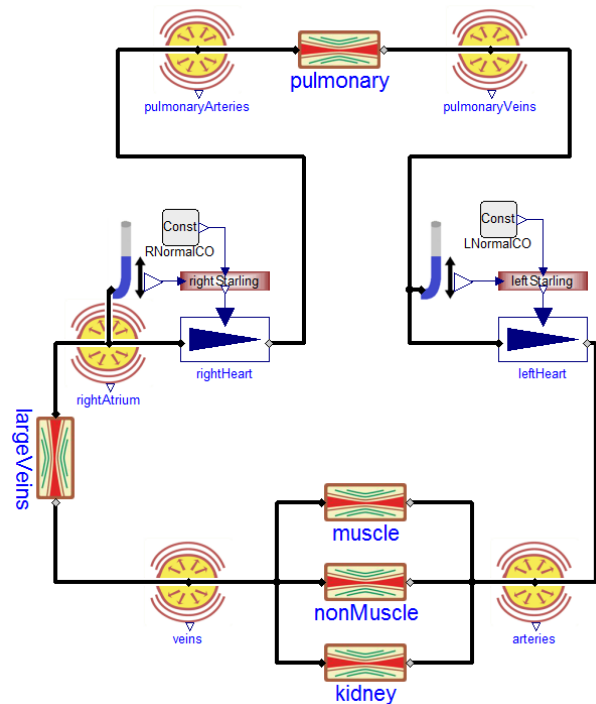 pulmonary
pulmonaryArteries
pulmonaryVeins
Const
RNormalCO
Const
LNormalCO
rightStarling
leftStarling
rightHeart
leftHeart
rightAtrium
largeVeins
muscle
nonMuscle
veins
arteries
kidney